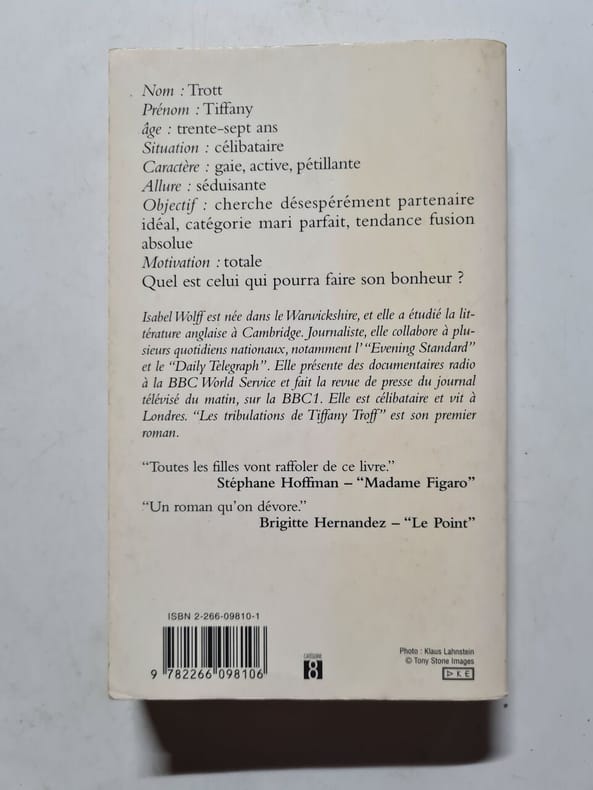 Nom : Trott
Prénom : Tiffany
âge : trente-sept ans
Situation : célibataire
Caractère : gaie, active, pétillante
Allure : séduisante
Objectif : cherche désespérément partenaire
idéal, catégorie mari parfait, tendance fusion
absolue
Motivation : totale
Quel est celui qui pourra faire son bonheur ?
Isabel Wolff est née dans le Warwickshire, et elle a étudié la lit-
térature anglaise à Cambridge. Journaliste, elle collabore à plu-
sieurs quotidiens nationaux, notamment l'“Evening Standard”
et le “Daily Telegraph”. Elle présente des documentaires radio
à la BBC World Service et fait la revue de presse du journal
télévisé du matin, sur la BBC1. Elle est célibataire et vit à
Londres. “Les tribulations de Tiffany Troff” est son premier
roman.
“Toutes les filles vont raffoler de ce livre.”
Stéphane Hoffman – “Madame Figaro”
“Un roman qu'on dévore.”
Brigitte Hernandez – “Le Point”
ISBN 2-266-09810-1
9 782266 098106
CATÉGORIE
8
Photo : Klaus Lahnstein
© Tony Stone Images